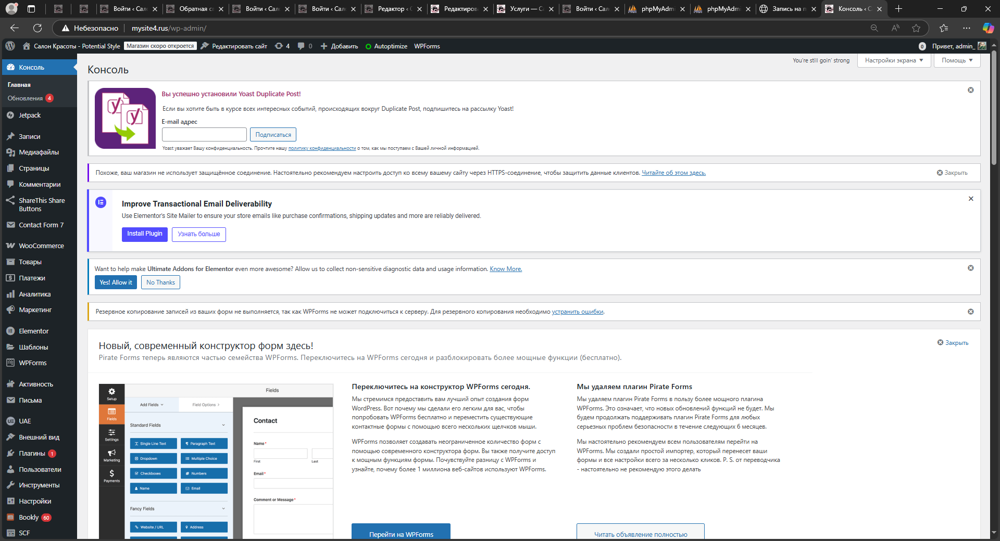 Войти ‹ Сал
Обратная св
Войти ‹ Сал
Войти ‹ Сал
Редактор ‹ С
Редактирова
Услуги — Са
Войти ‹ Сал
phpMyAdmi
phpMyAdmi
Запись на п
Консоль ‹ С
Небезопасно
mysite4.rus/wp-admin/
Салон Красоты - Potential Style
Магазин скоро откроется
Редактировать сайт
4
0
Добавить
Autoptimize
WPForms
0
Привет, admin_
Консоль
Главная
Обновления 4
Jetpack
Записи
Медиафайлы
Страницы
Комментарии
ShareThis Share
Buttons
Contact Form 7
WooCommerce
Товары
Платежи
Аналитика
Маркетинг
Elementor
Шаблоны
WPForms
Активность
Письма
UAE
Внешний вид
Плагины 1
Пользователи
Инструменты
Настройки
Bookly 60
SCF
Консоль
You're still goin' strong
Настройки экрана
Помощь
Вы успешно установили Yoast Duplicate Post!
Если вы хотите быть в курсе всех интересных событий, происходящих вокруг Duplicate Post, подпишитесь на рассылку Yoast!
E-mail адрес
Подписаться
Yoast уважает Вашу конфиденциальность. Прочтите нашу политику конфиденциальности о том, как мы поступаем с Вашей личной информацией.
Похоже, ваш магазин не использует защищённое соединение. Настоятельно рекомендуем настроить доступ ко всему вашему сайту через HTTPS-соединение, чтобы защитить данные клиентов. Читайте об этом здесь.
Закрыть
Improve Transactional Email Deliverability
Use Elementor's Site Mailer to ensure your store emails like purchase confirmations, shipping updates and more are reliably delivered.
Install Plugin
Узнать больше
Want to help make Ultimate Addons for Elementor even more awesome? Allow us to collect non-sensitive diagnostic data and usage information. Know More.
Yes! Allow it
No Thanks
Резервное копирование записей из ваших форм не выполняется, так как WPForms не может подключиться к серверу. Для резервного копирования необходимо устранить ошибки.
Новый, современный конструктор форм здесь!
Закрыть
Pirate Forms теперь являются частью семейства WPForms. Переключитесь на WPForms сегодня и разблокировать более мощные функции (бесплатно).
Setup
Fields
Settings
Marketing
Payments
Fields
Add Fields
Field Options
Standard Fields
Single Line Text
Paragraph Text
Dropdown
Multiple Choice
Checkboxes
Numbers
Name
Email
Fancy Fields
Website / URL
Address
Contact
Name*
First
Last
Email*
Comment or Message*
Переключитесь на конструктор WPForms сегодня.
Мы стремимся предоставить вам лучший опыт создания форм
WordPress. Вот почему мы сделали его легким для вас, чтобы
попробовать WPForms бесплатно и переместить существующие
контактные формы с помощью всего нескольких щелчков мыши.
WPForms позволяет создавать неограниченное количество форм с
помощью современного конструктора форм. Вы также получите доступ
к мощным функциям формы. Почувствуйте разницу с WPForms и
узнайте, почему более 1 миллиона веб-сайтов используют WPForms.
Перейти на WPForms
Мы удаляем плагин Pirate Forms
Мы удаляем плагин Pirate Forms в пользу более мощного плагина
WPForms. Это означает, что новых обновлений функций не будет. Мы
будем продолжать поддерживать плагин Pirate Forms для любых
серьезных проблем безопасности в течение следующих 6 месяцев.
Мы настоятельно рекомендуем всем пользователям перейти на
WPForms. Мы создали простой импортер, который перенесет ваши
формы и все настройки всего за несколько кликов. P. S. от переводчика
- настоятельно не рекомендую этого делать
Читать объявление полностью